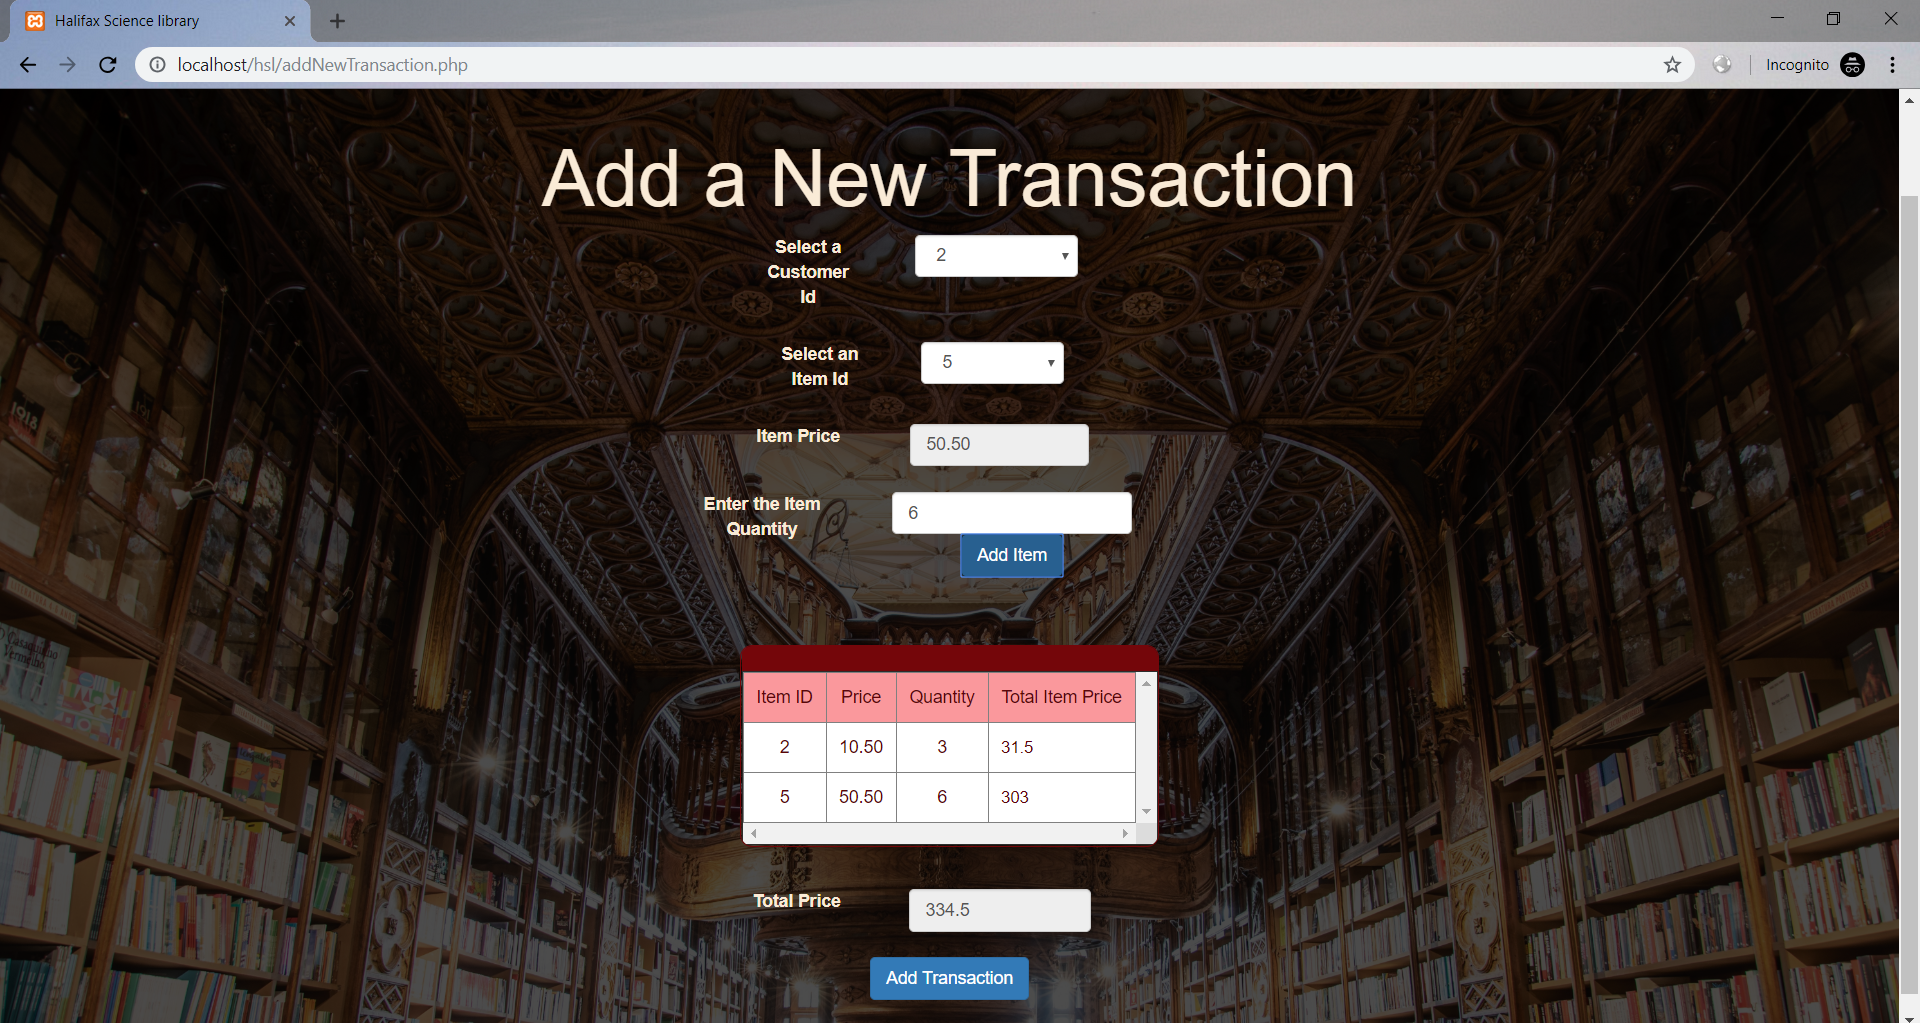 Halifax Science library
localhost/hsl/addNewTransaction.php
Incognito
Add a New Transaction
Select a
Customer
Id
2
Select an
Item Id
5
Item Price
50.50
Enter the Item
Quantity
6
Add Item
Item ID Price Quantity Total Item Price
2 10.50 3 31.5
5 50.50 6 303
Total Price
334.5
Add Transaction